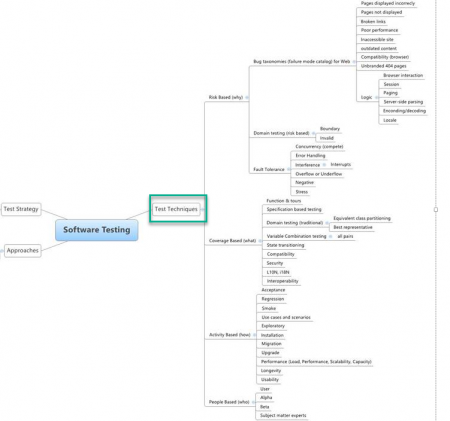 Pages displayed incorrecly
Pages not displayed
Broken links
Poor performance
Inaccessible site
outdated content
Bug taxonomies (failure mode catalog) for Web
Compatibility (browser)
Unbranded 404 pages
Browser interaction
Session
Logic
Paging
Server-side parsing
Risk Based (why)
Enconding/decoding
Locale
Boundary
Domain testing (risk based)
Invalid
Concurrency (compete)
Error Handling
Fault Tolerance
Interference
Interrupts
Overflow or Underflow
Negative
Stress
Test Strategy
Test Techniques
Software Testing
Approaches
Function & tours
Specification based testing
Equivalent class partitioning
Domain testing (traditional)
Best representative
Coverage Based (what)
Variable Combination testing
all pairs
State transitioning
Compatibility
Security
L10N, i18N
Interoperability
Acceptance
Regression
Smoke
Use cases and scenarios
Exploratory
Activity Based (how)
Installation
Migration
Upgrade
Performance (Load, Performance, Scalability, Capacity)
Longevity
Usability
User
Alpha
People Based (who)
Beta
Subject matter experts